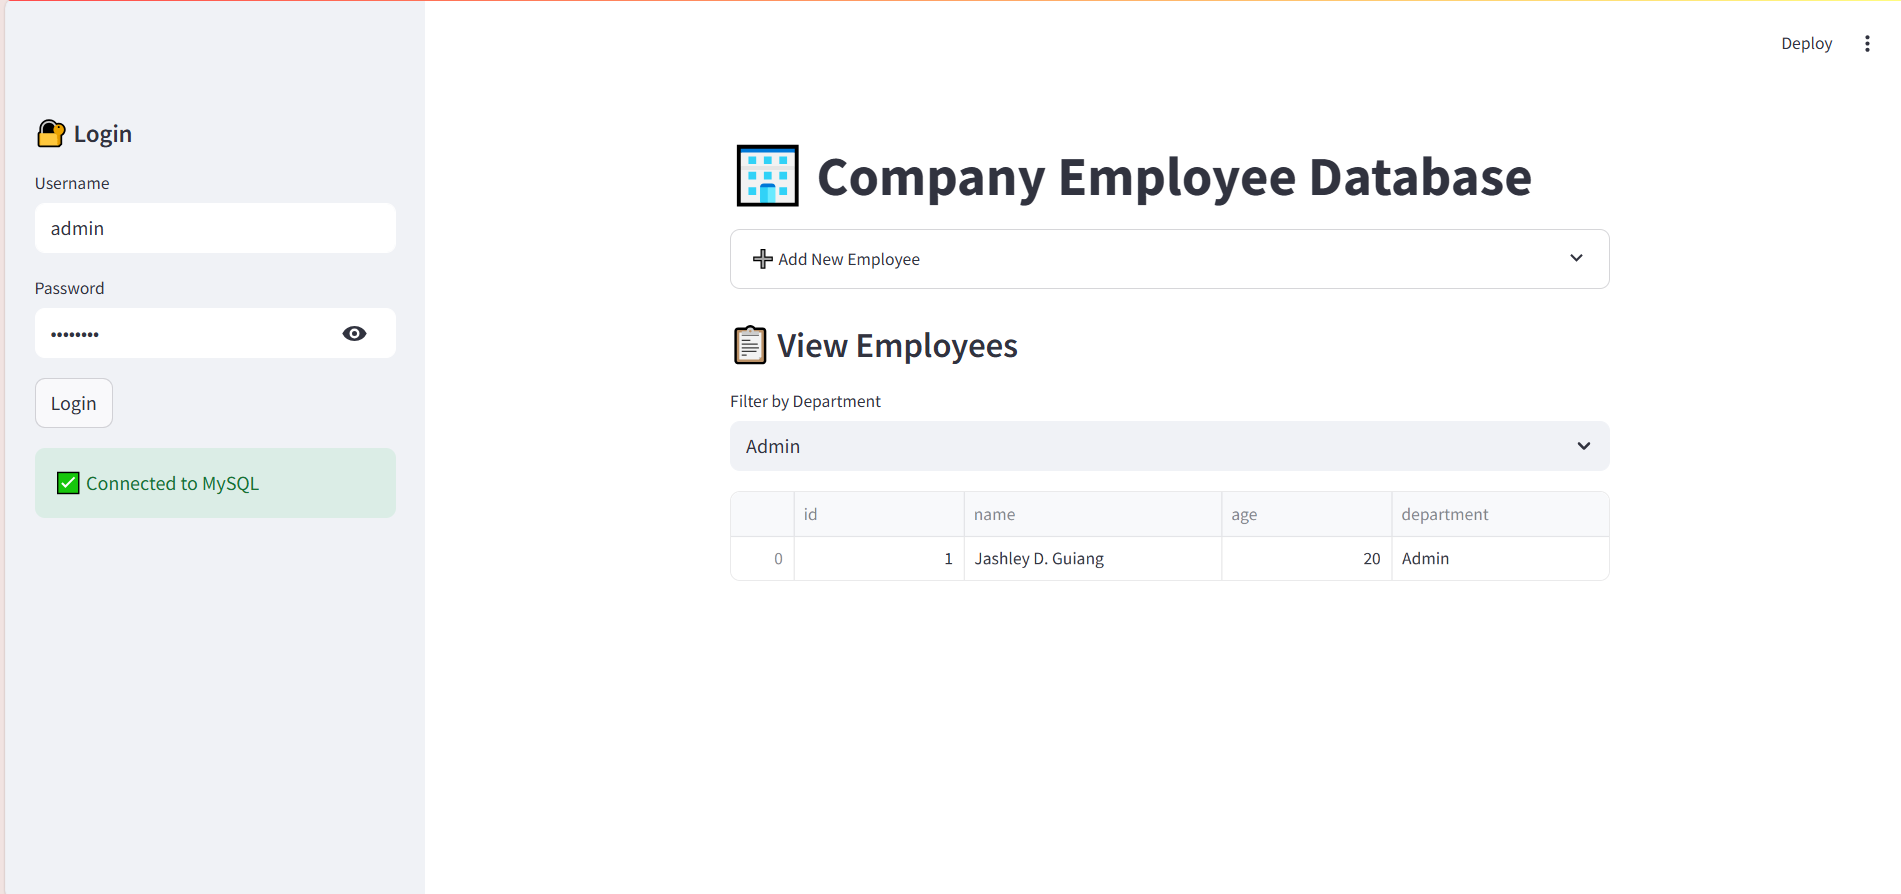 Deploy
Login
Username
admin
Password
••••••••
Login
Connected to MySQL
Company Employee Database
Add New Employee
View Employees
Filter by Department
Admin
id name age department
0 1 Jashley D. Guiang 20 Admin